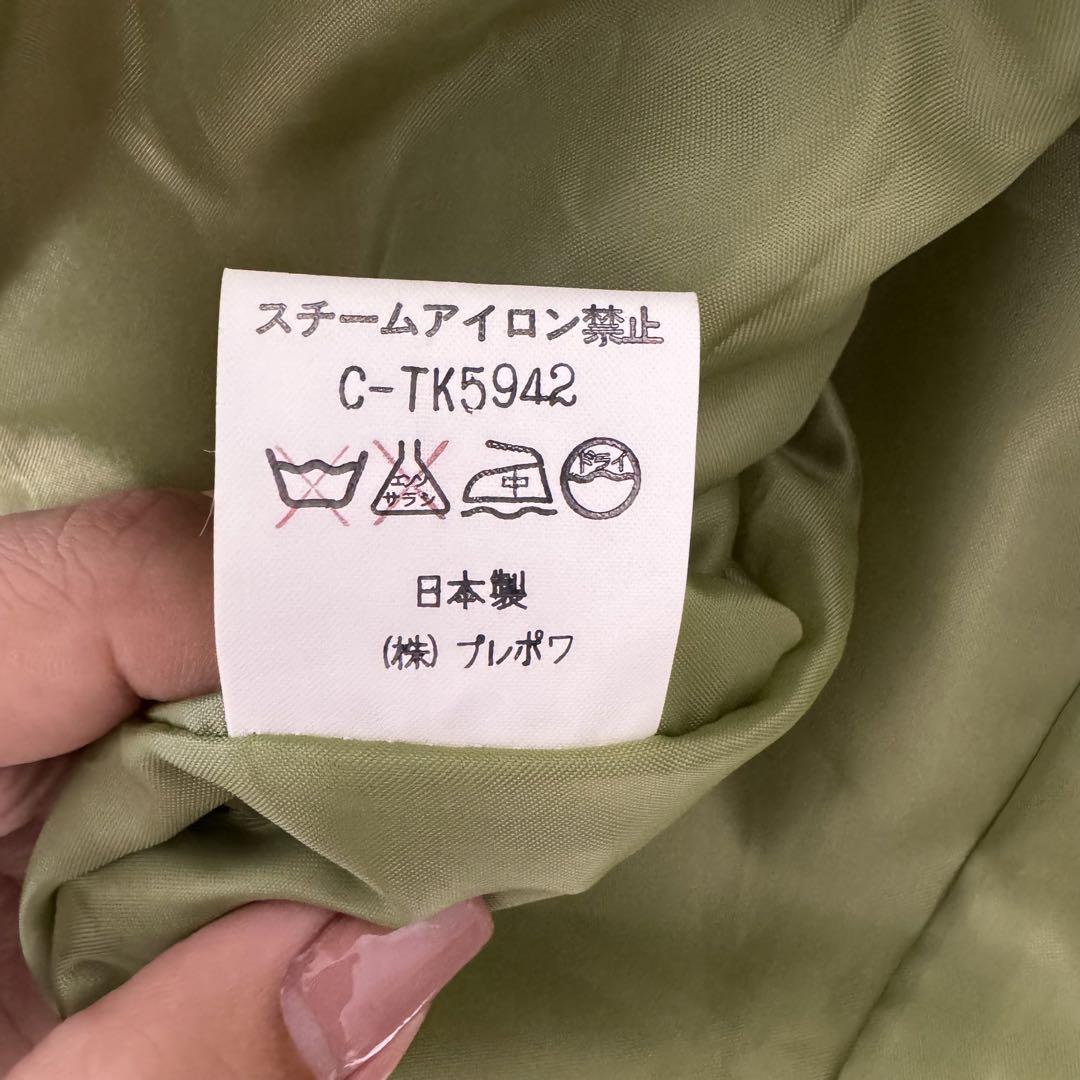 スチームアイロン禁止
C-TK5942
エンソ
サラシ
中
ドライ
日本製
(株) プレポワ